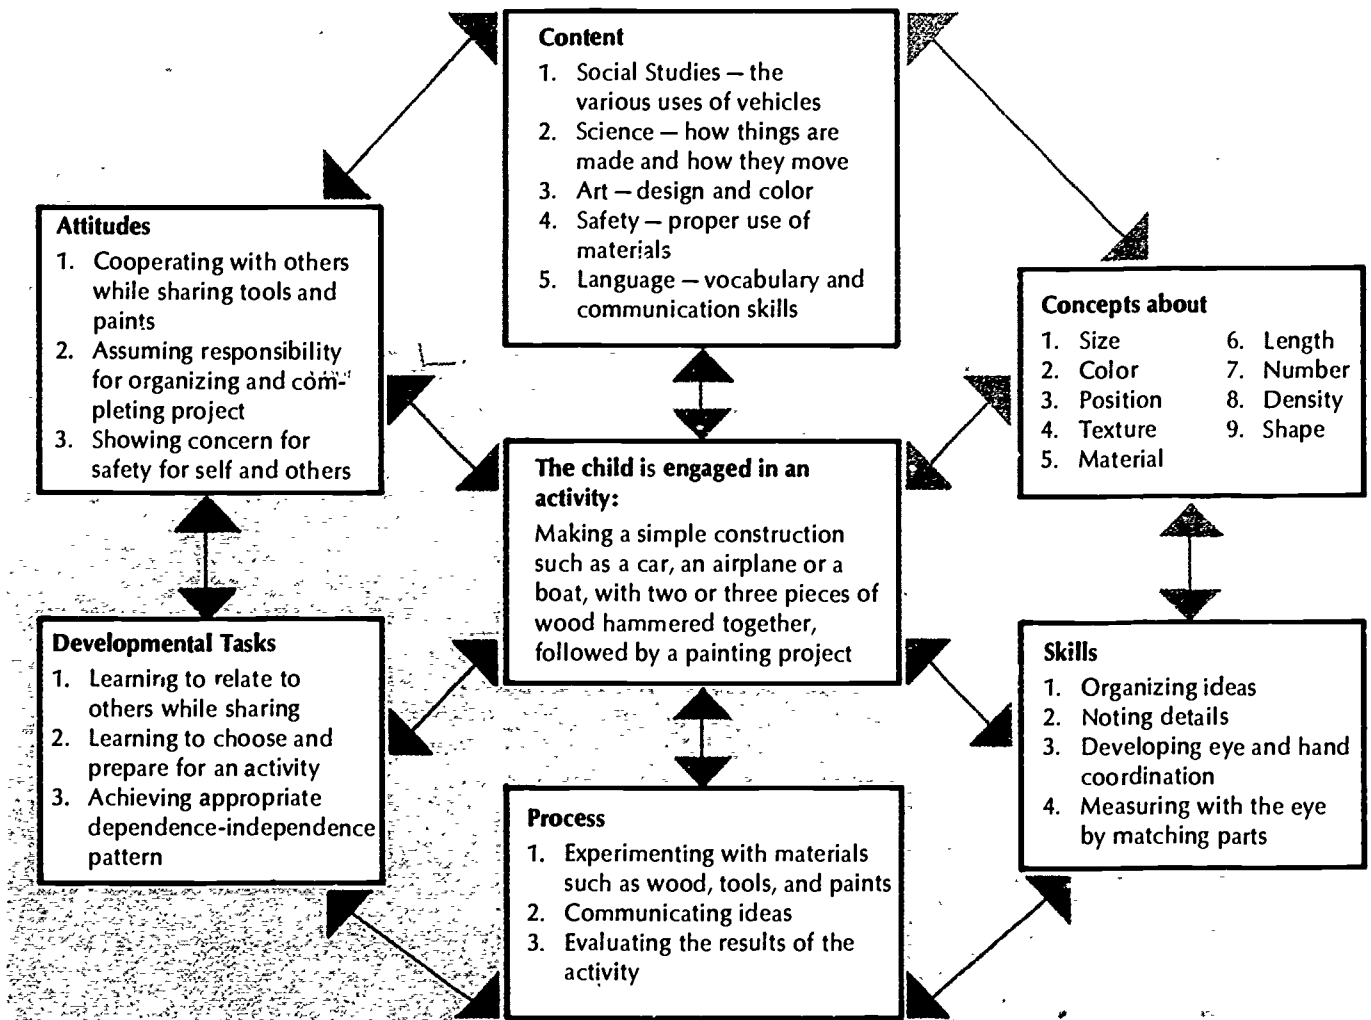 Content
1. Social Studies — the
various uses of vehicles
2. Science — how things are
made and how they move
3. Art — design and color
4. Safety — proper use of
materials
5. Language — vocabulary and
communication skills
Attitudes
1. Cooperating with others
while sharing tools and
paints
2. Assuming responsibility
for organizing and com-
pleting project
3. Showing concern for
safety for self and others
Concepts about
1. Size
2. Color
3. Position
4. Texture
5. Material
6. Length
7. Number
8. Density
9. Shape
The child is engaged in an
activity:
Making a simple construction
such as a car, an airplane or a
boat, with two or three pieces of
wood hammered together,
followed by a painting project
Developmental Tasks
1. Learning to relate to
others while sharing
2. Learning to choose and
prepare for an activity
3. Achieving appropriate
dependence-independence
pattern
Skills
1. Organizing ideas
2. Noting details
3. Developing eye and hand
coordination
4. Measuring with the eye
by matching parts
Process
1. Experimenting with materials
such as wood, tools, and paints
2. Communicating ideas
3. Evaluating the results of the
activity